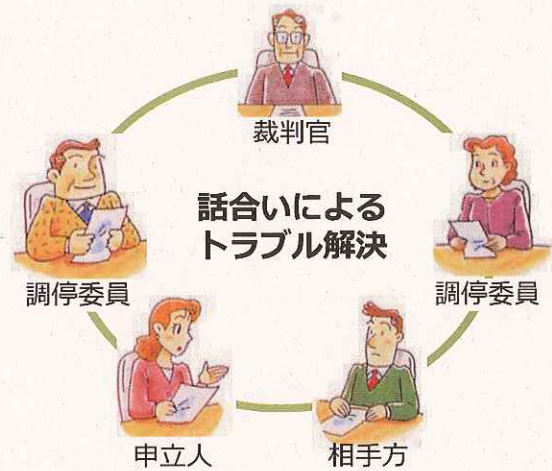 裁判官
話合いによる
トラブル解決
調停委員
調停委員
申立人
相手方